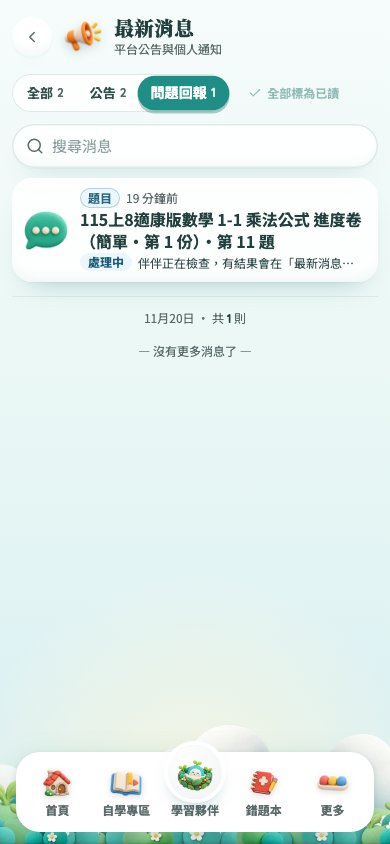 最新消息
平台公告與個人通知
全部 2
公告 2
問題回報 1
全部標為已讀
搜尋消息
題目 19 分鐘前
115上8適康版數學 1-1 乘法公式 進度卷
（簡單・第 1 份）・第 11 題
處理中 伴伴正在檢查，有結果會在「最新消息…
11月20日 ・ 共 1 則
— 沒有更多消息了 —
首頁
自學專區
學習夥伴
錯題本
更多